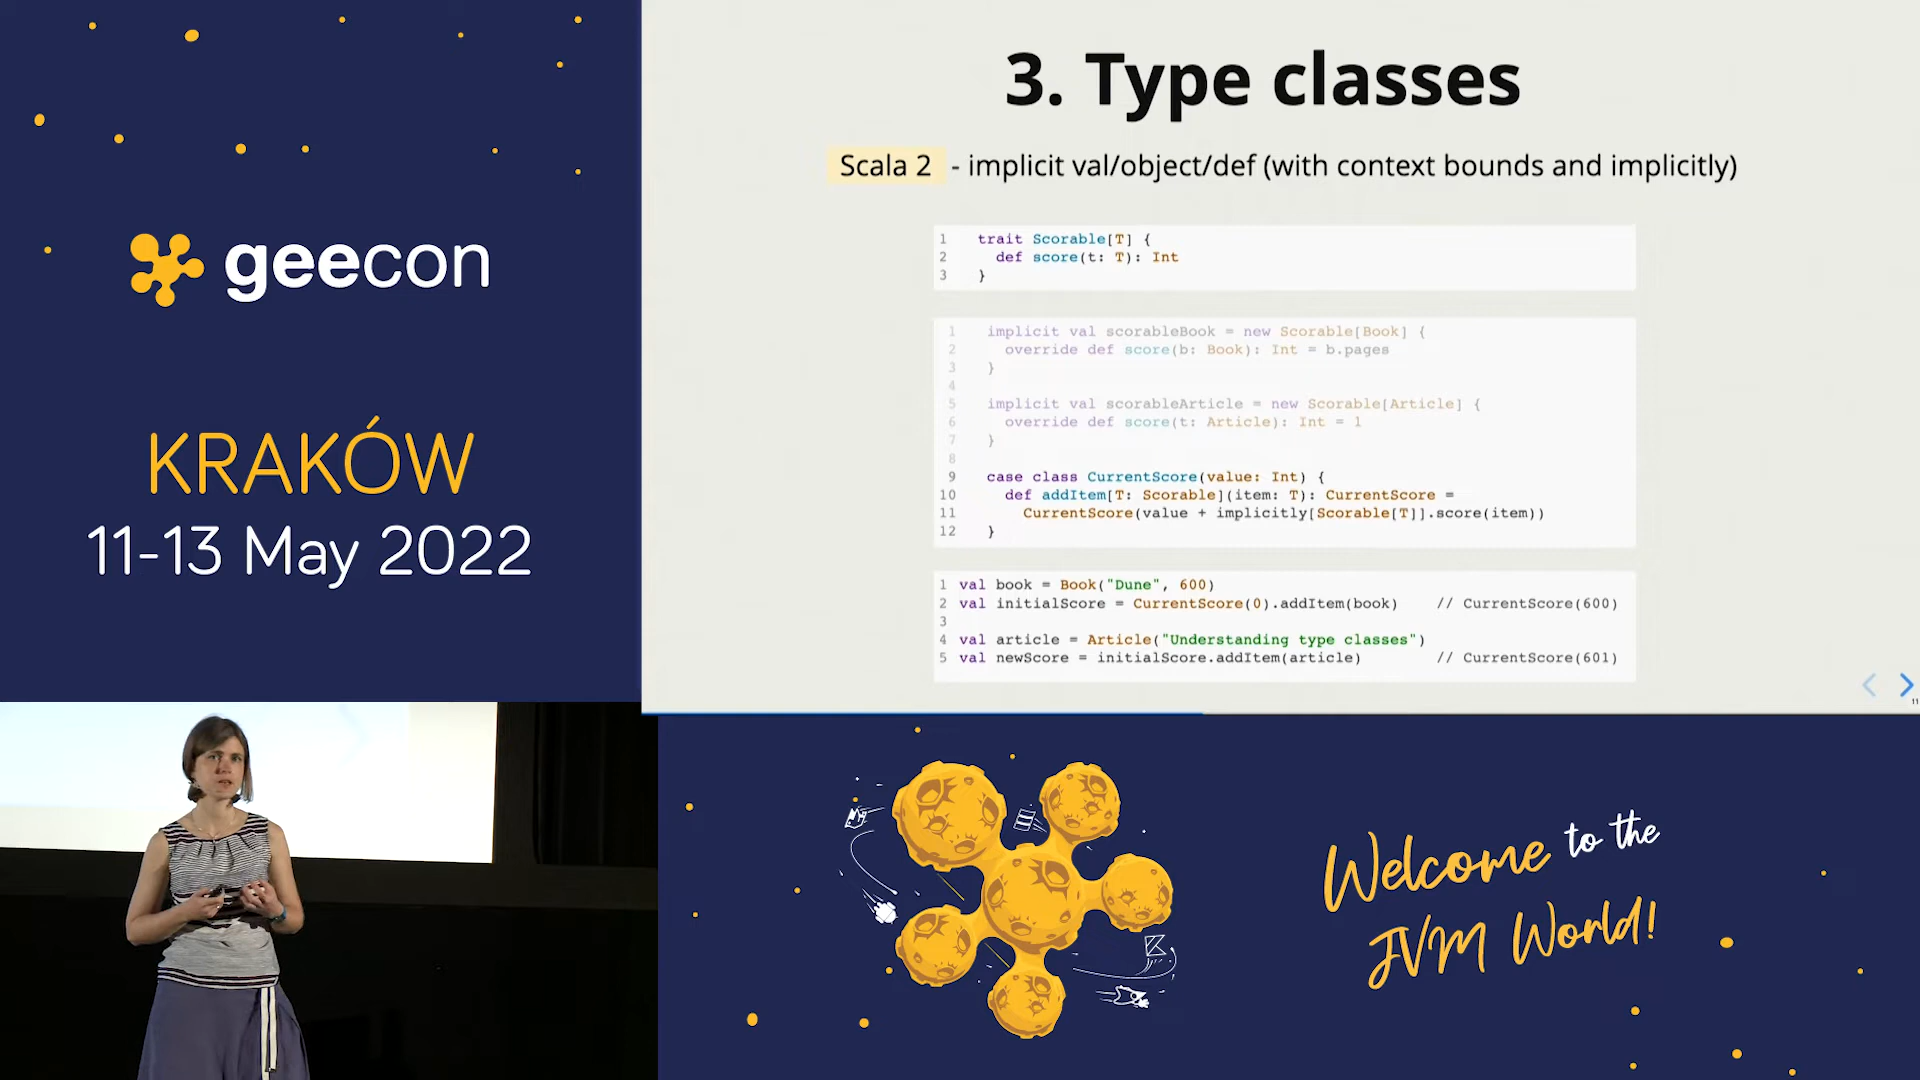 geecon
KRAKÓW
11-13 May 2022
3. Type classes
Scala 2 - implicit val/object/def (with context bounds and implicitly)
1 trait Scorable[T] {
2 def score(t: T): Int
3 }
1 implicit val scorableBook = new Scorable[Book] {
2 override def score(b: Book): Int = b.pages
3 }
4
5 implicit val scorableArticle = new Scorable[Article] {
6 override def score(t: Article): Int = 1
7 }
8
9 case class CurrentScore(value: Int) {
10 def addItem[T: Scorable](item: T): CurrentScore =
11 CurrentScore(value + implicitly[Scorable[T]].score(item))
12 }
1 val book = Book("Dune", 600)
2 val initialScore = CurrentScore(0).addItem(book) // CurrentScore(600)
3
4 val article = Article("Understanding type classes")
5 val newScore = initialScore.addItem(article) // CurrentScore(601)
11
Welcome to the
JVM World!